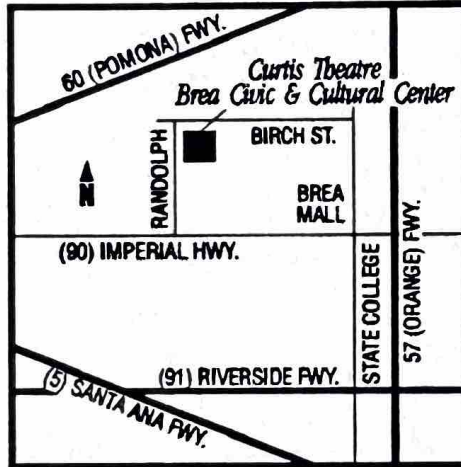 60 (POMONA) FWY.
Curtis Theatre
Brea Civic & Cultural Center
RANDOLPH
BIRCH ST.
N
BREA
MALL
(90) IMPERIAL HWY.
STATE COLLEGE
57 (ORANGE) FWY.
(91) RIVERSIDE FWY.
(5) SANTA ANA FWY.